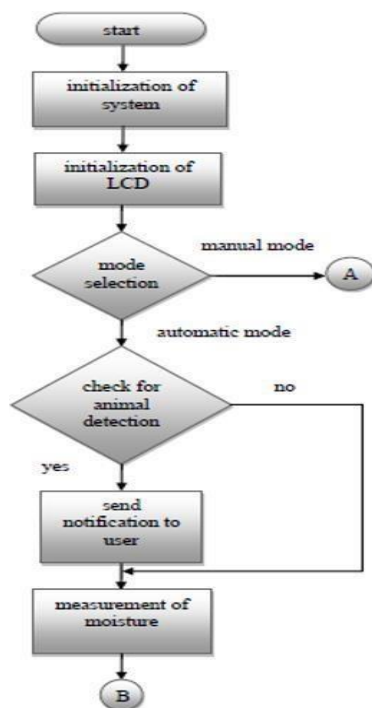 start
initialization of
system
initialization of
LCD
manual mode
mode
selection
A
automatic mode
check for
animal
detection
no
yes
send
notification to
user
measurement of
moisture
B